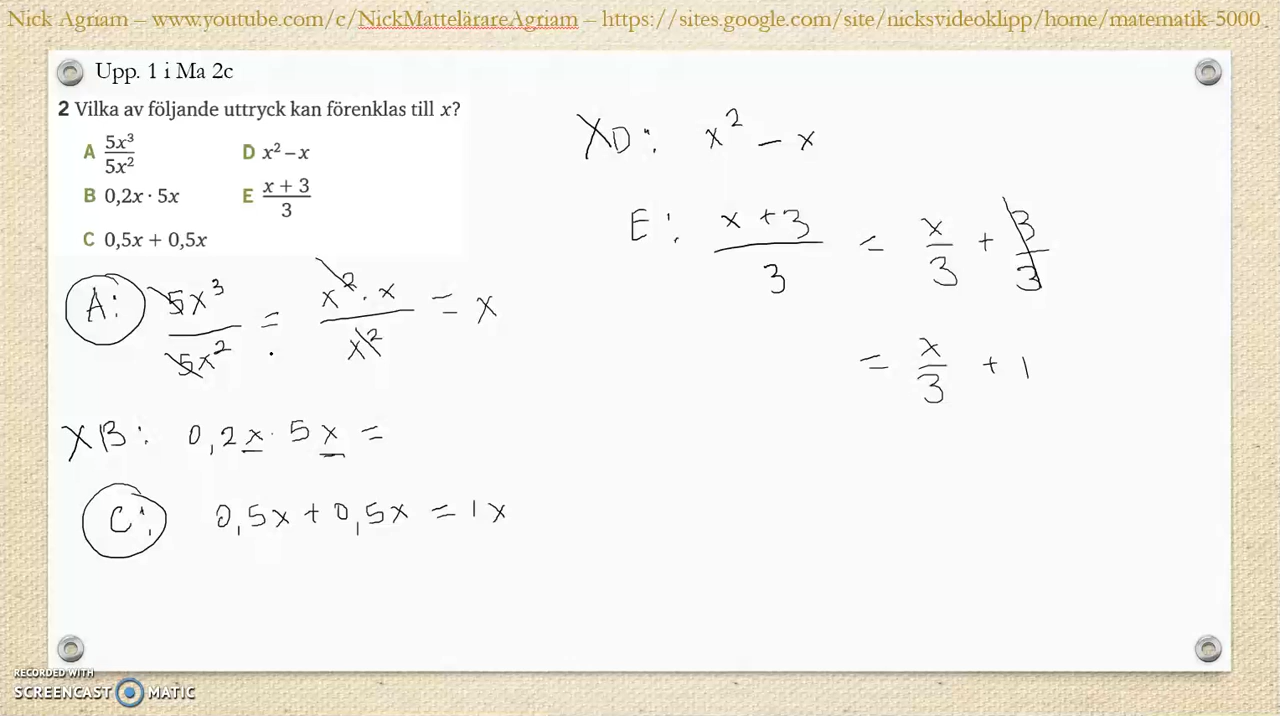 Nick Agriam – www.youtube.com/c/NickMattelärareAgriam – https://sites.google.com/site/nicksvideoklipp/home/matematik-5000
Upp. 1 i Ma 2c
2 Vilka av följande uttryck kan förenklas till x?
A 5x³/5x²
D x² – x
B 0,2x · 5x
E (x + 3)/3
C 0,5x + 0,5x
A: 5x³/5x² = x² · x/x² = x
XB: 0,2x · 5x =
C: 0,5x + 0,5x = 1x
XD: x² – x
E: (x + 3)/3 = x/3 + 3/3
= x/3 + 1
RECORDED WITH
SCREENCAST MATIC